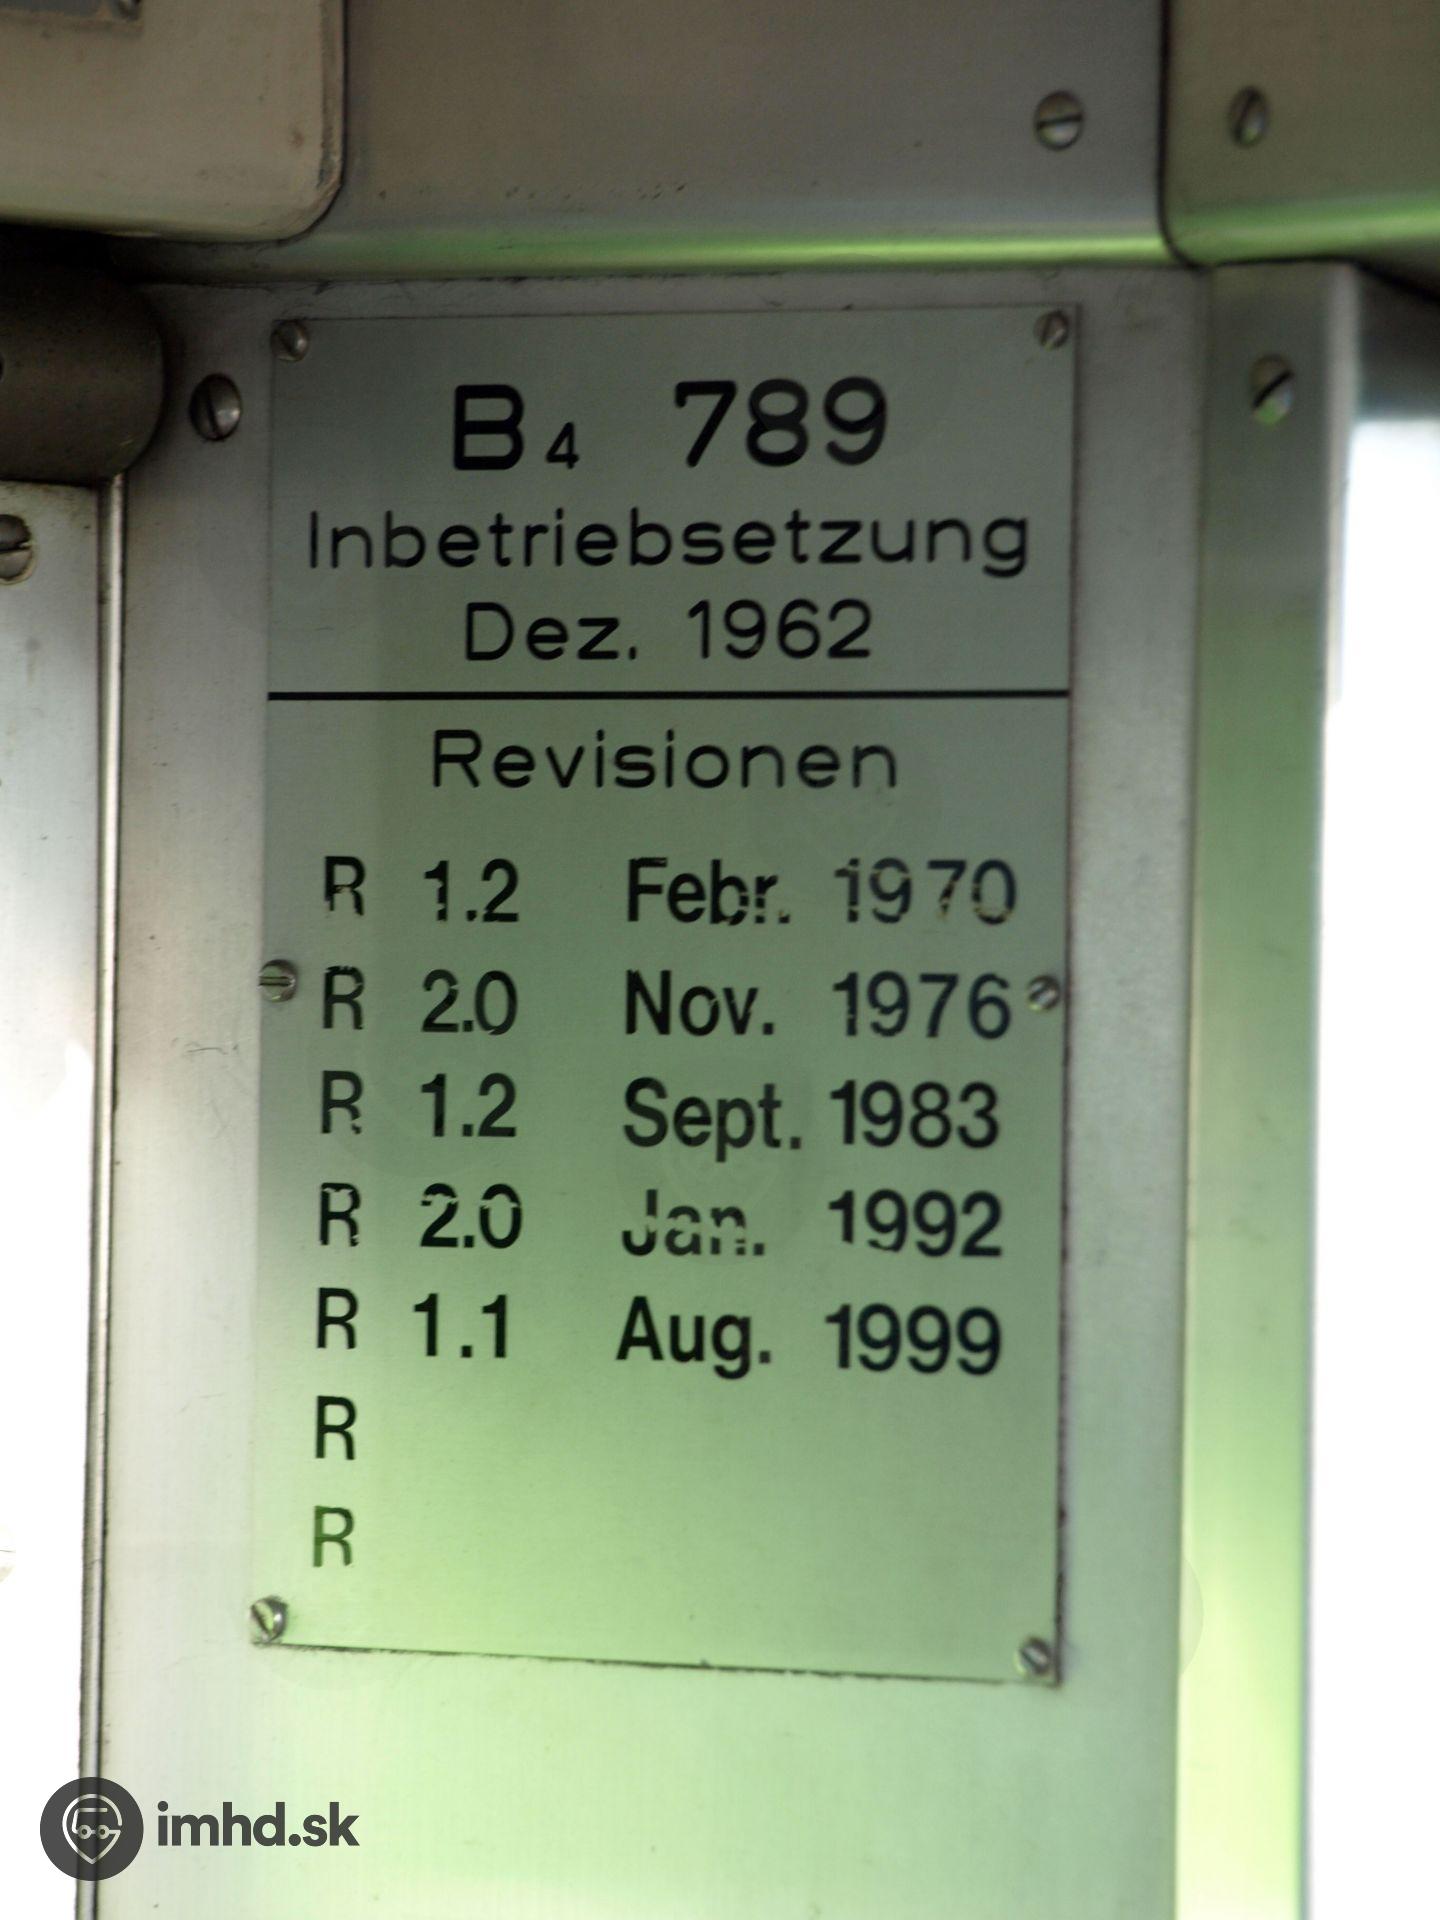 B4 789
Inbetriebsetzung
Dez. 1962
Revisionen
R 1.2 Febr. 1970
R 2.0 Nov. 1976
R 1.2 Sept. 1983
R 2.0 Jan. 1992
R 1.1 Aug. 1999
R
R
imhd.sk